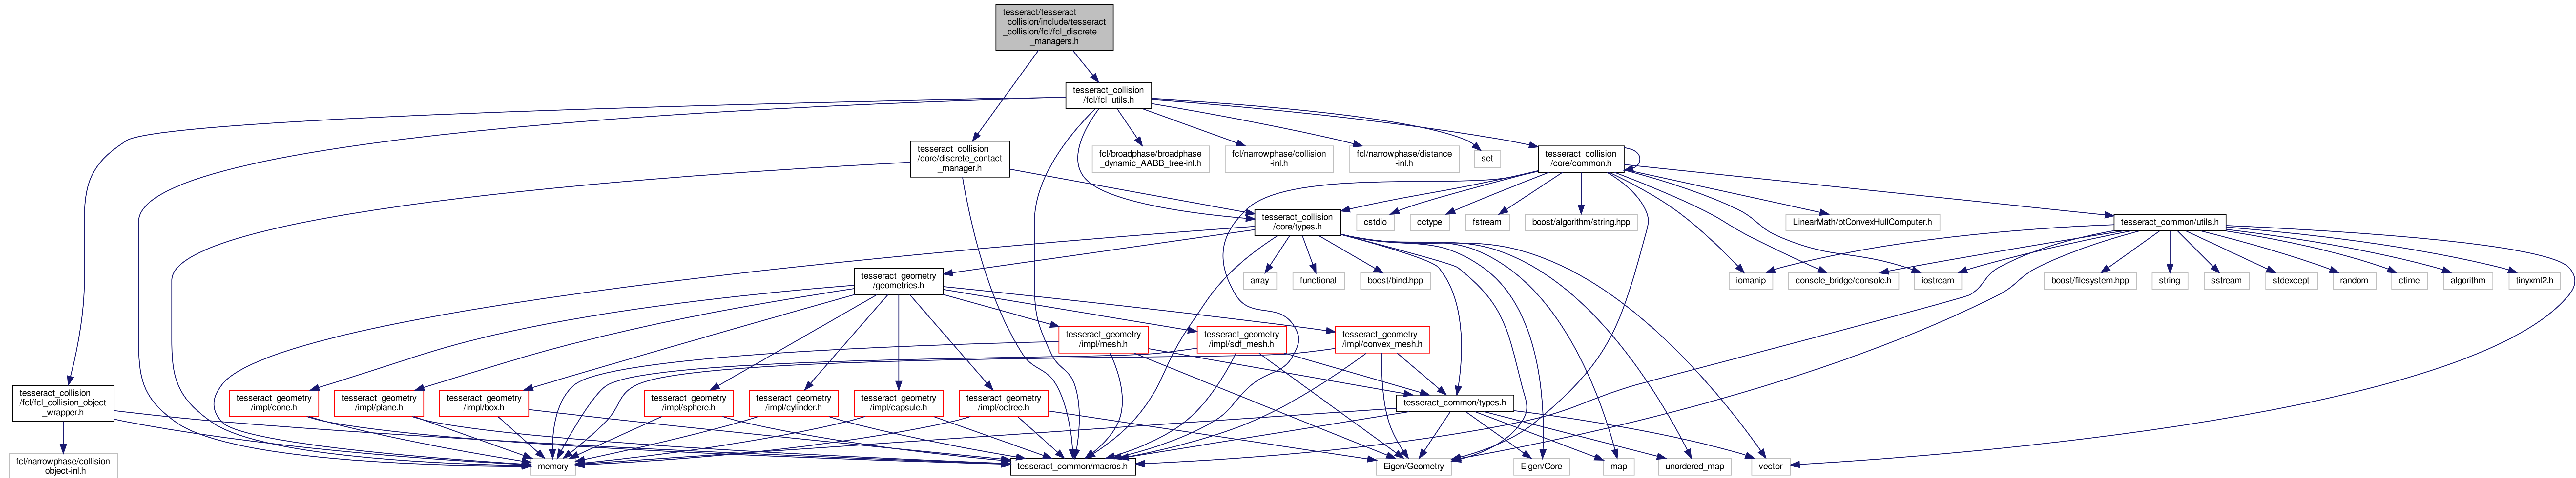 tesseract/tesseract
_collision/include/tesseract
_collision/fcl/fcl_discrete
_managers.h
tesseract_collision
/fcl/fcl_utils.h
tesseract_collision
/core/discrete_contact
_manager.h
fcl/broadphase/broadphase
_dynamic_AABB_tree-inl.h
fcl/narrowphase/collision
-inl.h
fcl/narrowphase/distance
-inl.h
set
tesseract_collision
/core/common.h
tesseract_collision
/core/types.h
cstdio
cctype
fstream
boost/algorithm/string.hpp
LinearMath/btConvexHullComputer.h
tesseract_common/utils.h
tesseract_geometry
/geometries.h
array
functional
boost/bind.hpp
iomanip
console_bridge/console.h
iostream
boost/filesystem.hpp
string
sstream
stdexcept
random
ctime
algorithm
tinyxml2.h
tesseract_geometry
/impl/mesh.h
tesseract_geometry
/impl/sdf_mesh.h
tesseract_geometry
/impl/convex_mesh.h
tesseract_collision
/fcl/fcl_collision_object
_wrapper.h
tesseract_geometry
/impl/cone.h
tesseract_geometry
/impl/plane.h
tesseract_geometry
/impl/box.h
tesseract_geometry
/impl/sphere.h
tesseract_geometry
/impl/cylinder.h
tesseract_geometry
/impl/capsule.h
tesseract_geometry
/impl/octree.h
tesseract_common/types.h
fcl/narrowphase/collision
_object-inl.h
memory
tesseract_common/macros.h
Eigen/Geometry
Eigen/Core
map
unordered_map
vector